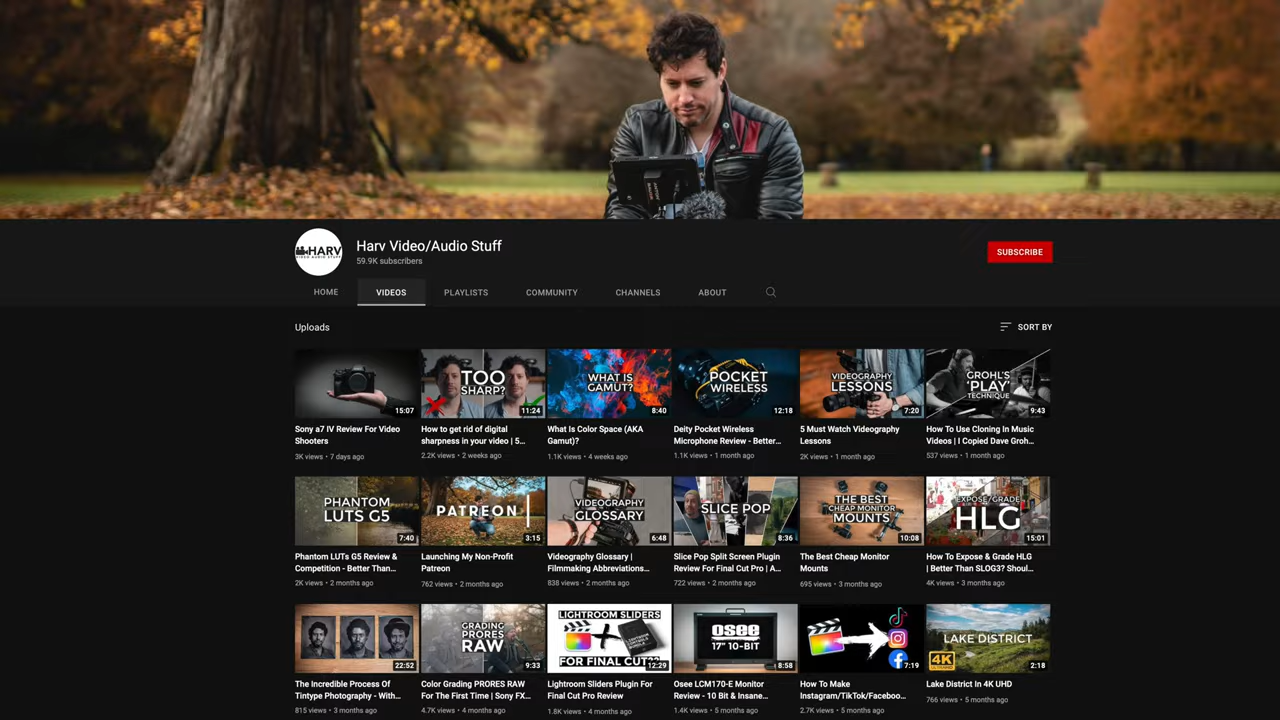 HARV
VIDEO AUDIO STUFF
Harv Video/Audio Stuff
59.9K subscribers
SUBSCRIBE
HOME
VIDEOS
PLAYLISTS
COMMUNITY
CHANNELS
ABOUT
Uploads
SORT BY
15:07
Sony a7 IV Review For Video
Shooters
3K views • 7 days ago
TOO
SHARP?
11:24
How to get rid of digital
sharpness in your video | 5...
2.2K views • 2 weeks ago
WHAT IS
GAMUT?
8:40
What Is Color Space (AKA
Gamut)?
1.1K views • 4 weeks ago
POCKET
WIRELESS
12:18
Deity Pocket Wireless
Microphone Review - Better...
1.1K views • 1 month ago
VIDEOGRAPHY
LESSONS
7:20
5 Must Watch Videography
Lessons
2K views • 1 month ago
GROHL'S
'PLAY'
TECHNIQUE
9:43
How To Use Cloning In Music
Videos | I Copied Dave Groh...
537 views • 1 month ago
PHANTOM
LUTS G5
7:40
Phantom LUTs G5 Review &
Competition - Better Than...
2K views • 2 months ago
PATREON
3:15
Launching My Non-Profit
Patreon
762 views • 2 months ago
VIDEOGRAPHY
GLOSSARY
6:48
Videography Glossary |
Filmmaking Abbreviations...
838 views • 2 months ago
SLICE POP
8:36
Slice Pop Split Screen Plugin
Review For Final Cut Pro | A...
722 views • 2 months ago
THE BEST
CHEAP MONITOR
MOUNTS
10:08
The Best Cheap Monitor
Mounts
695 views • 3 months ago
EXPOSE/GRADE
HLG
15:01
How To Expose & Grade HLG
| Better Than SLOG3? Shoul...
4K views • 3 months ago
22:52
The Incredible Process Of
Tintype Photography - With...
815 views • 3 months ago
GRADING
PRORES
RAW
9:33
Color Grading PRORES RAW
For The First Time | Sony FX...
4.7K views • 4 months ago
LIGHTROOM SLIDERS
FOR FINAL CUT?
12:29
Lightroom Sliders Plugin For
Final Cut Pro Review
1.8K views • 4 months ago
osee
17" 10-BIT
8:58
Osee LCM170-E Monitor
Review - 10 Bit & Insane...
1.4K views • 5 months ago
7:19
How To Make
Instagram/TikTok/Faceboo...
2.7K views • 5 months ago
LAKE DISTRICT
4K
ULTRA HD
2:18
Lake District In 4K UHD
766 views • 5 months ago